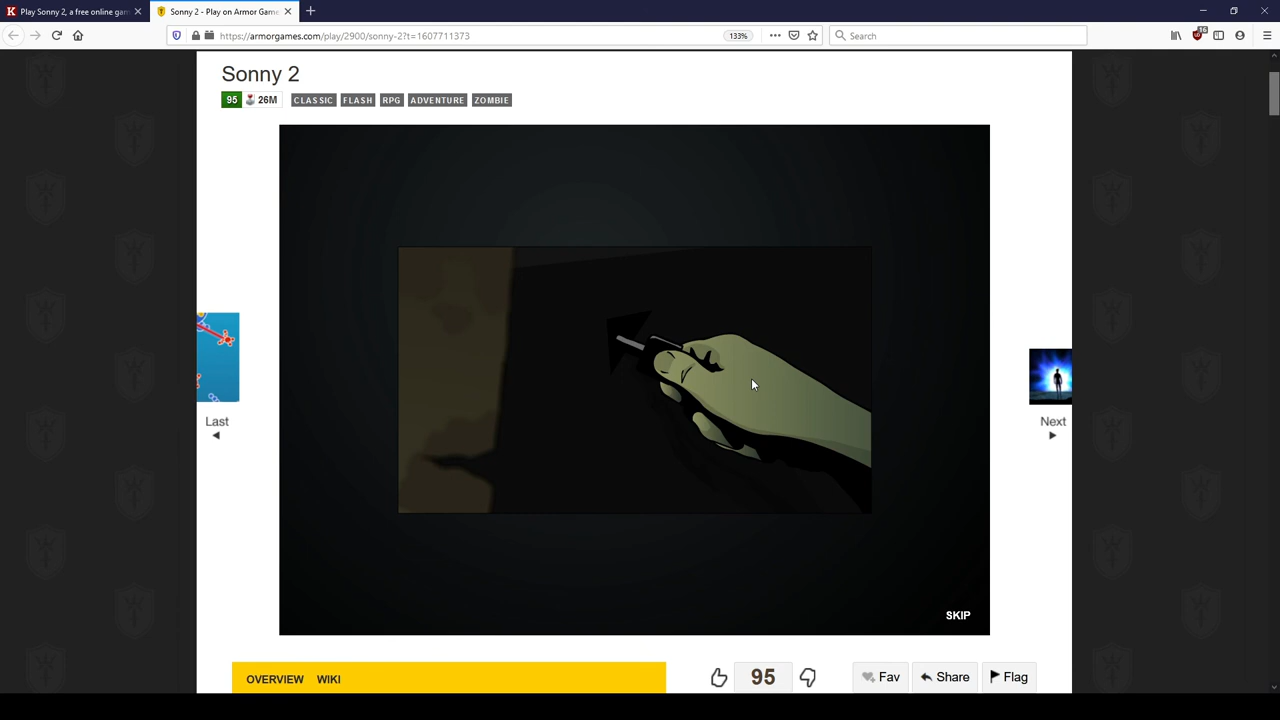 Play Sonny 2, a free online gam
Sonny 2 - Play on Armor Game
https://armorgames.com/play/2900/sonny-2?t=1607711373
133%
Search
Sonny 2
95 26M CLASSIC FLASH RPG ADVENTURE ZOMBIE
Last
Next
SKIP
OVERVIEW WIKI
95
Fav
Share
Flag